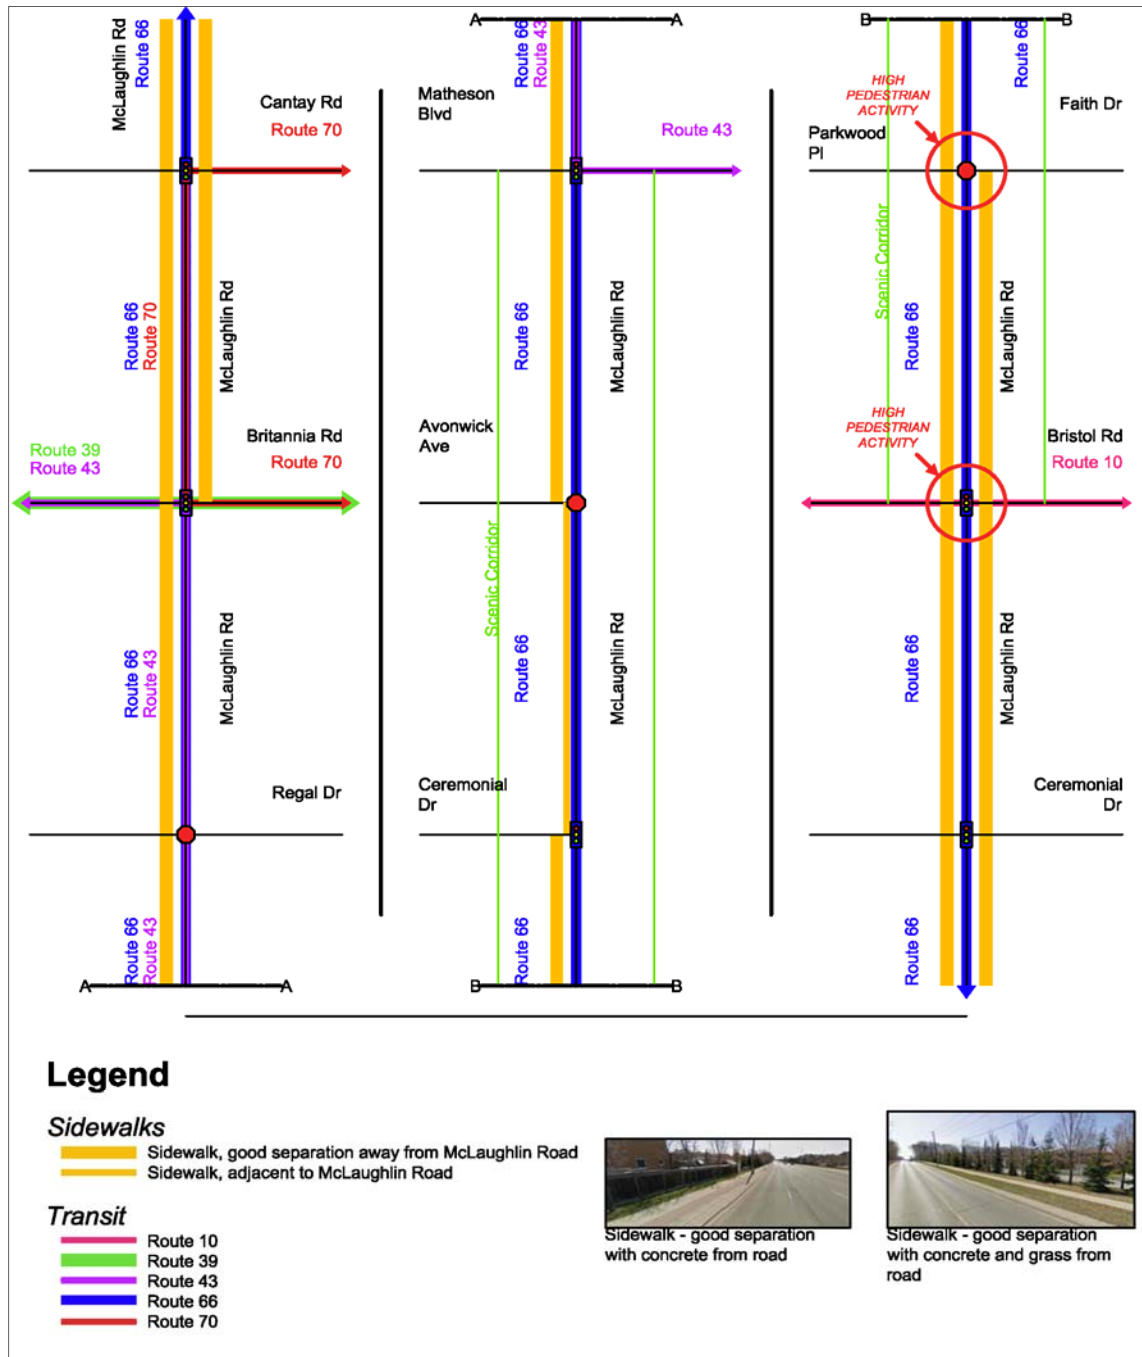 McLaughlin Rd
Route 66
Cantay Rd
Route 70
Route 66
Route 70
McLaughlin Rd
Route 39
Route 43
Britannia Rd
Route 70
Route 66
Route 43
McLaughlin Rd
Regal Dr
Route 66
Route 43
A
A
A
A
Route 66
Route 43
Matheson
Blvd
Route 43
Route 66
McLaughlin Rd
Avonwick
Ave
Scenic Corridor
Route 66
McLaughlin Rd
Ceremonial
Dr
Route 66
B
B
B
B
Route 66
HIGH
PEDESTRIAN
ACTIVITY
Faith Dr
Parkwood
Pl
Scenic Corridor
Route 66
McLaughlin Rd
HIGH
PEDESTRIAN
ACTIVITY
Bristol Rd
Route 10
Route 66
McLaughlin Rd
Ceremonial
Dr
Route 66
Legend
Sidewalks
Sidewalk, good separation away from McLaughlin Road
Sidewalk, adjacent to McLaughlin Road
Transit
Route 10
Route 39
Route 43
Route 66
Route 70
Sidewalk - good separation
with concrete from road
Sidewalk - good separation
with concrete and grass from
road